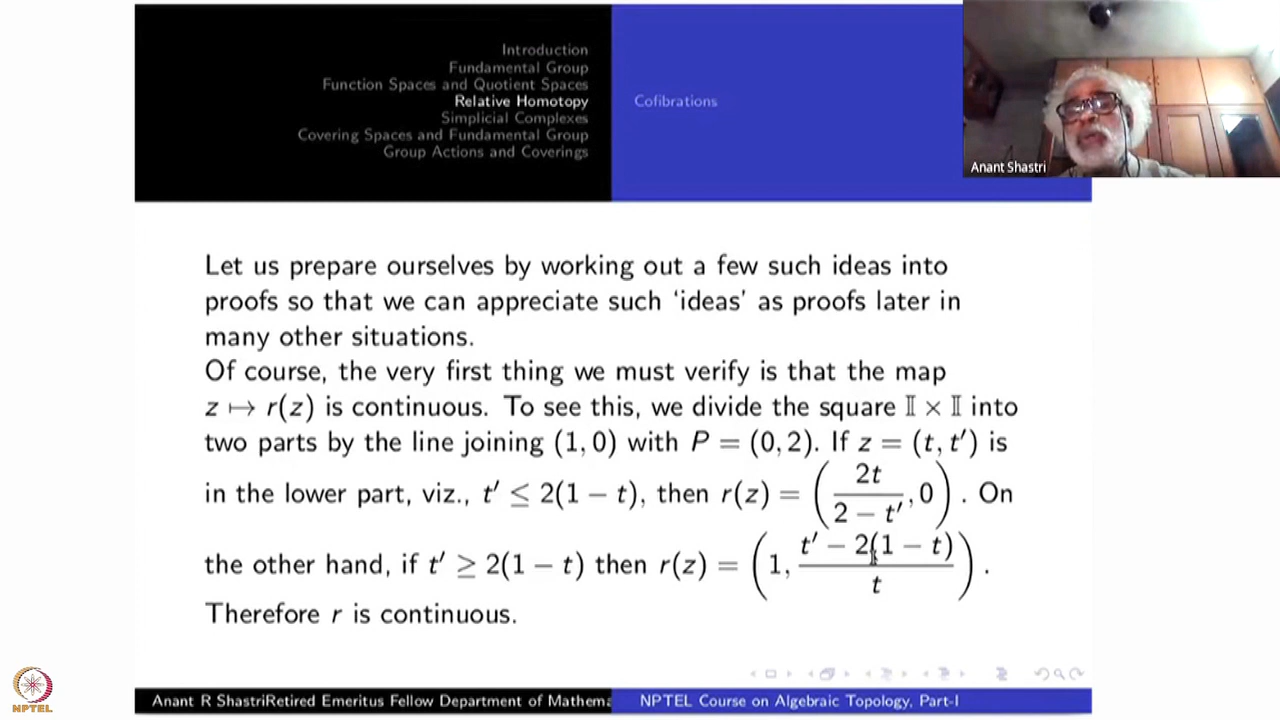 Introduction
Fundamental Group
Function Spaces and Quotient Spaces
Relative Homotopy
Simplicial Complexes
Covering Spaces and Fundamental Group
Group Actions and Coverings
Cofibrations
Anant Shastri
Let us prepare ourselves by working out a few such ideas into
proofs so that we can appreciate such ‘ideas’ as proofs later in
many other situations.
Of course, the very first thing we must verify is that the map
z ↦ r(z) is continuous. To see this, we divide the square 𝕀 × 𝕀 into
two parts by the line joining (1, 0) with P = (0, 2). If z = (t, t′) is
in the lower part, viz., t′ ≤ 2(1 − t), then r(z) = (2t / (2 − t′), 0). On
the other hand, if t′ ≥ 2(1 − t) then r(z) = (1, (t′ − 2(1 − t)) / t).
Therefore r is continuous.
NPTEL
Anant R ShastriRetired Emeritus Fellow Department of Mathema
NPTEL Course on Algebraic Topology, Part-I